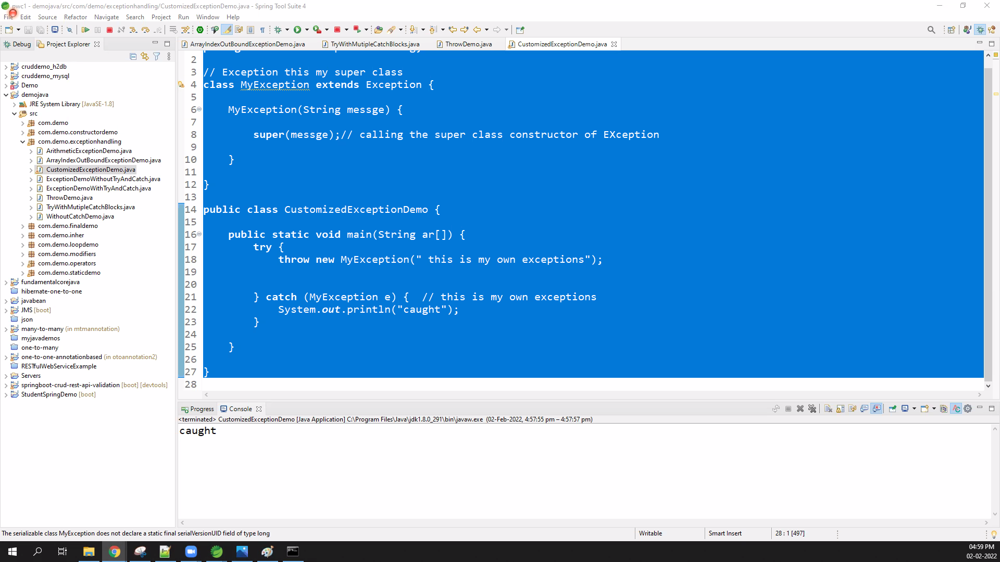 pwc1 - demojava/src/com/demo/exceptionhandling/CustomizedExceptionDemo.java - Spring Tool Suite 4
File Edit Source Refactor Navigate Search Project Run Window Help
Debug Project Explorer
ArrayIndexOutBoundExceptionDemo.java TryWithMutipleCatchBlocks.java ThrowDemo.java CustomizedExceptionDemo.java
cruddemo_h2db
cruddemo_mysql
Demo
demojava
JRE System Library [JavaSE-1.8]
src
com.demo
com.demo.constructordemo
com.demo.exceptionhandling
ArithmeticExceptionDemo.java
ArrayIndexOutBoundExceptionDemo.java
CustomizedExceptionDemo.java
ExceptionDemoWithoutTryAndCatch.java
ExceptionDemoWithTryAndCatch.java
ThrowDemo.java
TryWithMutipleCatchBlocks.java
WithoutCatchDemo.java
com.demo.finaldemo
com.demo.inher
com.demo.loopdemo
com.demo.modifiers
com.demo.operators
com.demo.staticdemo
fundamentalcorejava
hibernate-one-to-one
javabean
JMS [boot]
json
many-to-many (in mtmannotation)
myjavademos
one-to-many
one-to-one-annotationbased (in otoannotation2)
RESTfulWebServiceExample
Servers
springboot-crud-rest-api-validation [boot] [devtools]
StudentSpringDemo [boot]
2
3 // Exception this my super class
4 class MyException extends Exception {
5
6 MyException(String messge) {
7
8 super(messge);// calling the super class constructor of EXception
9
10 }
11
12 }
13
14 public class CustomizedExceptionDemo {
15
16 public static void main(String ar[]) {
17 try {
18 throw new MyException(" this is my own exceptions");
19
20
21 } catch (MyException e) { // this is my own exceptions
22 System.out.println("caught");
23 }
24
25 }
26
27 }
28
Progress Console
<terminated> CustomizedExceptionDemo [Java Application] C:\Program Files\Java\jdk1.8.0_291\bin\javaw.exe (02-Feb-2022, 4:57:55 pm – 4:57:57 pm)
caught
The serializable class MyException does not declare a static final serialVersionUID field of type long
Writable Smart Insert 28 : 1 [497]
04:59 PM
02-02-2022